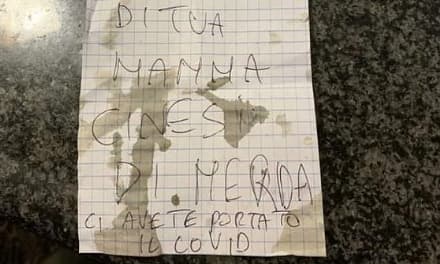 DI TUA
MAMMA
CINESI
DI MERDA
CI AVETE PORTATO
IL COVID